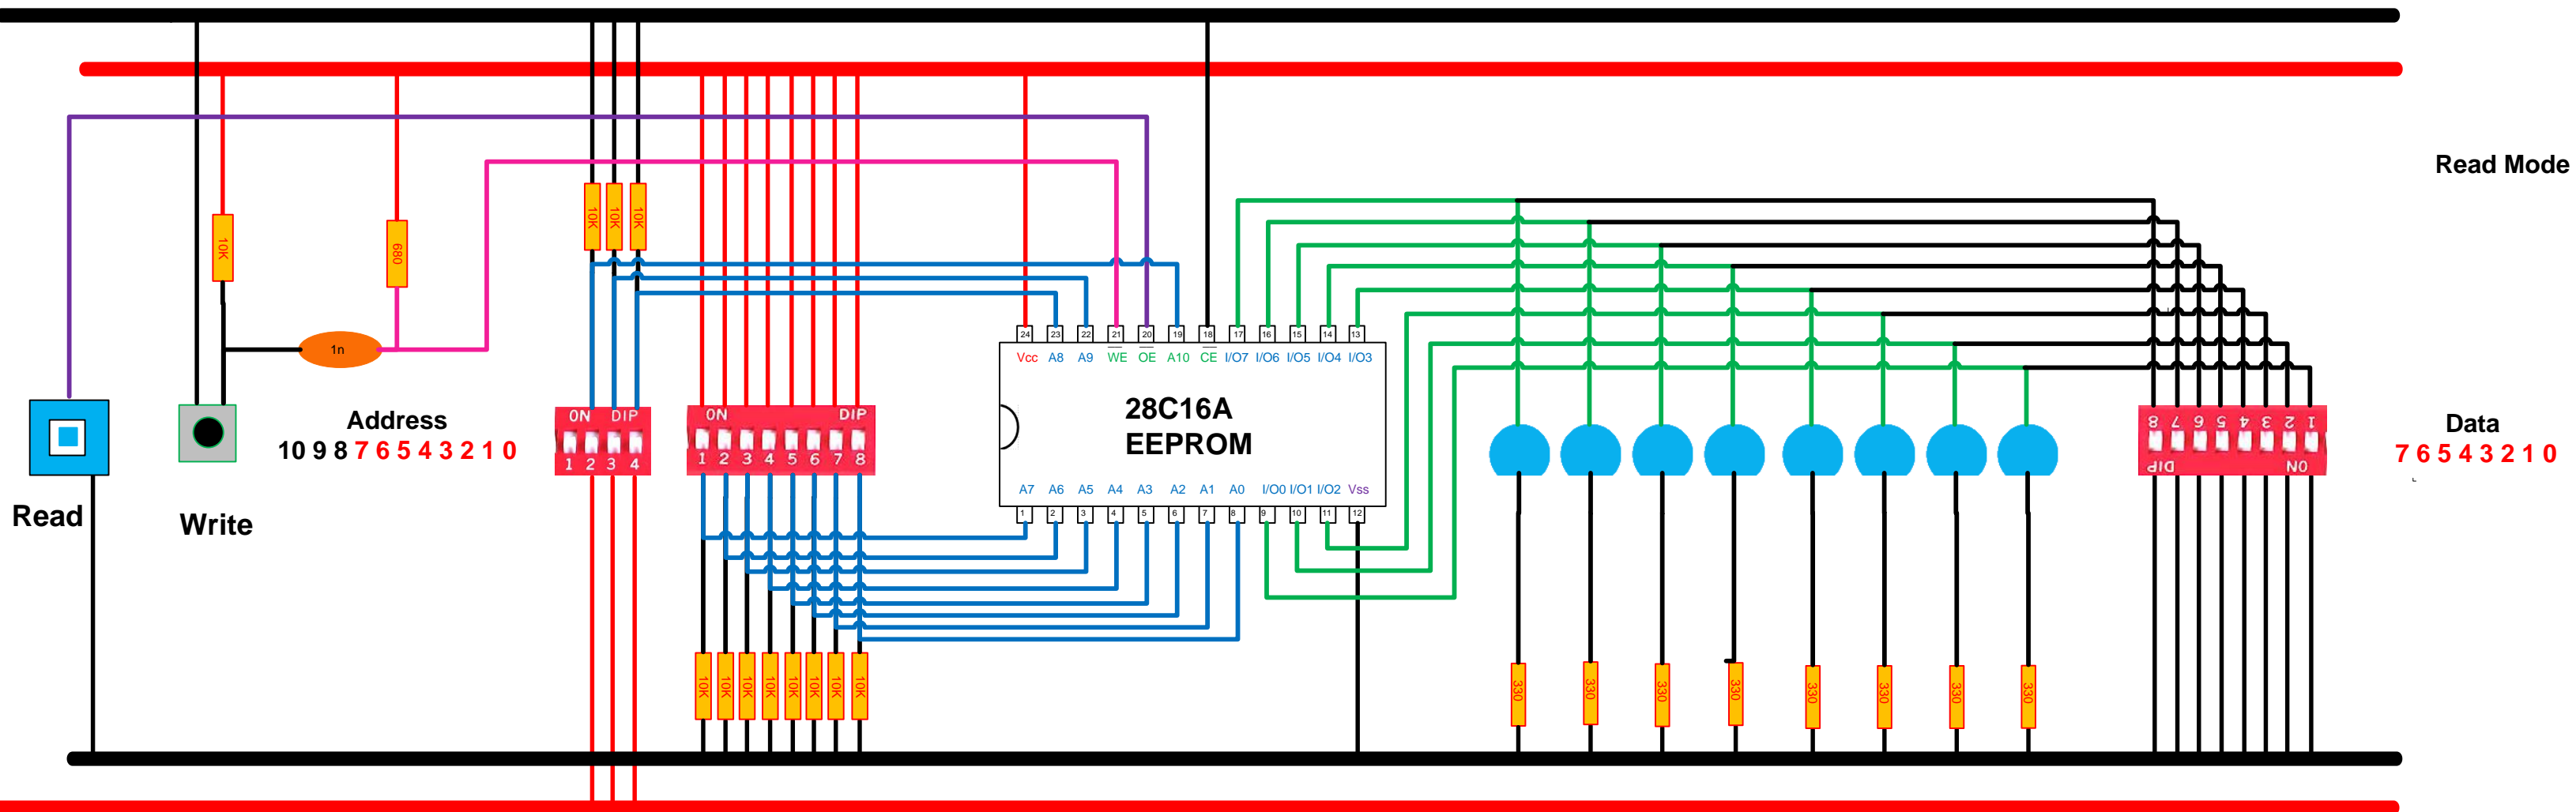 Read Mode
10K
680
10K
10K
10K
1n
24 23 22 21 20 19 18 17 16 15 14 13
Vcc A8 A9 WE OE A10 CE I/O7 I/O6 I/O5 I/O4 I/O3
28C16A
EEPROM
A7 A6 A5 A4 A3 A2 A1 A0 I/O0 I/O1 I/O2 Vss
1 2 3 4 5 6 7 8 9 10 11 12
Read
Write
Address
10 9 8 7 6 5 4 3 2 1 0
ON DIP
1 2 3 4
ON DIP
1 2 3 4 5 6 7 8
8 7 6 5 4 3 2 1
DIP ON
Data
7 6 5 4 3 2 1 0
10K 10K 10K 10K 10K 10K 10K 10K
330 330 330 330 330 330 330 330